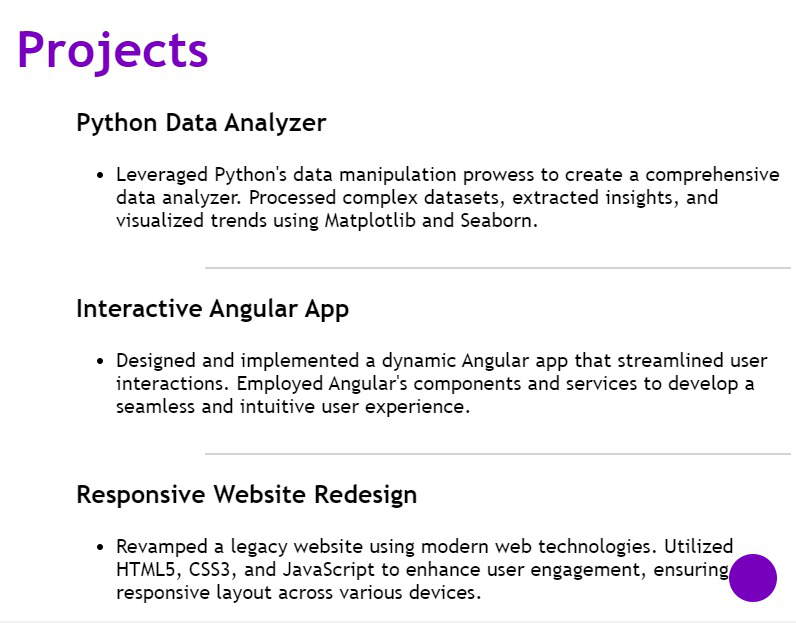 Projects
Python Data Analyzer
Leveraged Python's data manipulation prowess to create a comprehensive
data analyzer. Processed complex datasets, extracted insights, and
visualized trends using Matplotlib and Seaborn.
Interactive Angular App
Designed and implemented a dynamic Angular app that streamlined user
interactions. Employed Angular's components and services to develop a
seamless and intuitive user experience.
Responsive Website Redesign
Revamped a legacy website using modern web technologies. Utilized
HTML5, CSS3, and JavaScript to enhance user engagement, ensuring
responsive layout across various devices.